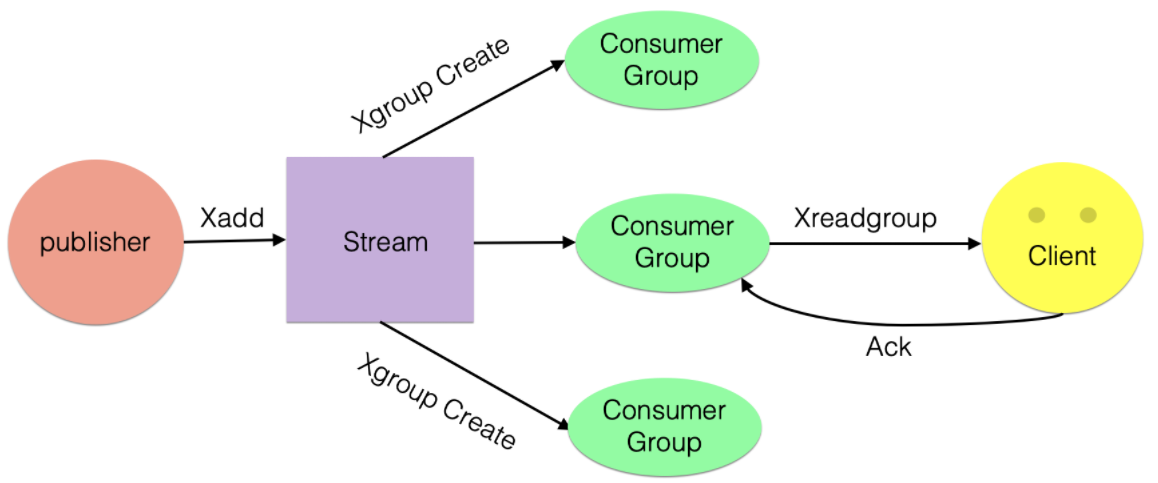 Consumer
Group
Xgroup Create
publisher
Xadd
Stream
Consumer
Group
Xreadgroup
Client
Ack
Xgroup Create
Consumer
Group